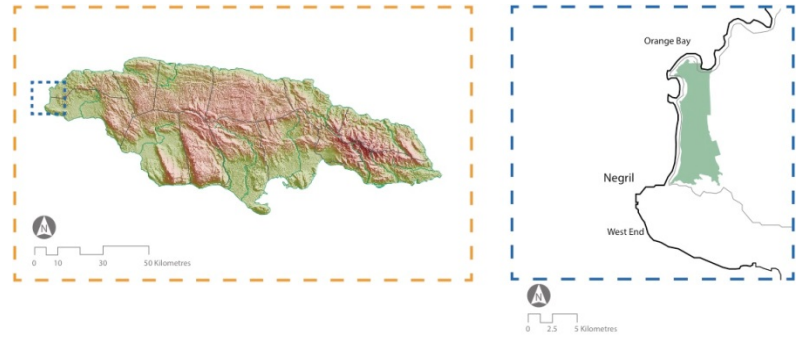 N
0 10 30 50 Kilometres
Orange Bay
Negril
West End
N
0 2.5 5 Kilometres